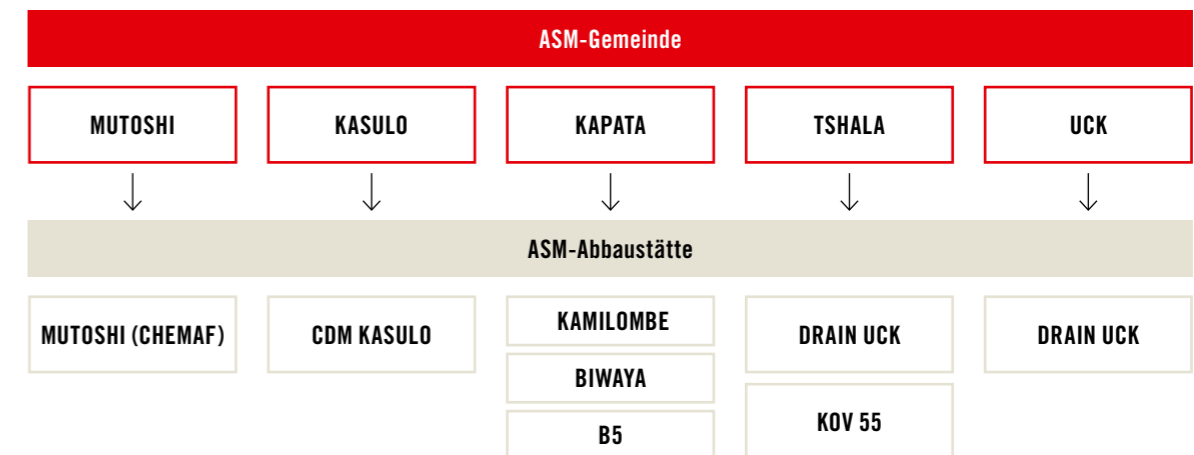 ASM-Gemeinde
MUTOSHI
KASULO
KAPATA
TSHALA
UCK
ASM-Abbaustätte
MUTOSHI (CHEMAF)
CDM KASULO
KAMILOMBE
BIWAYA
B5
DRAIN UCK
KOV 55
DRAIN UCK